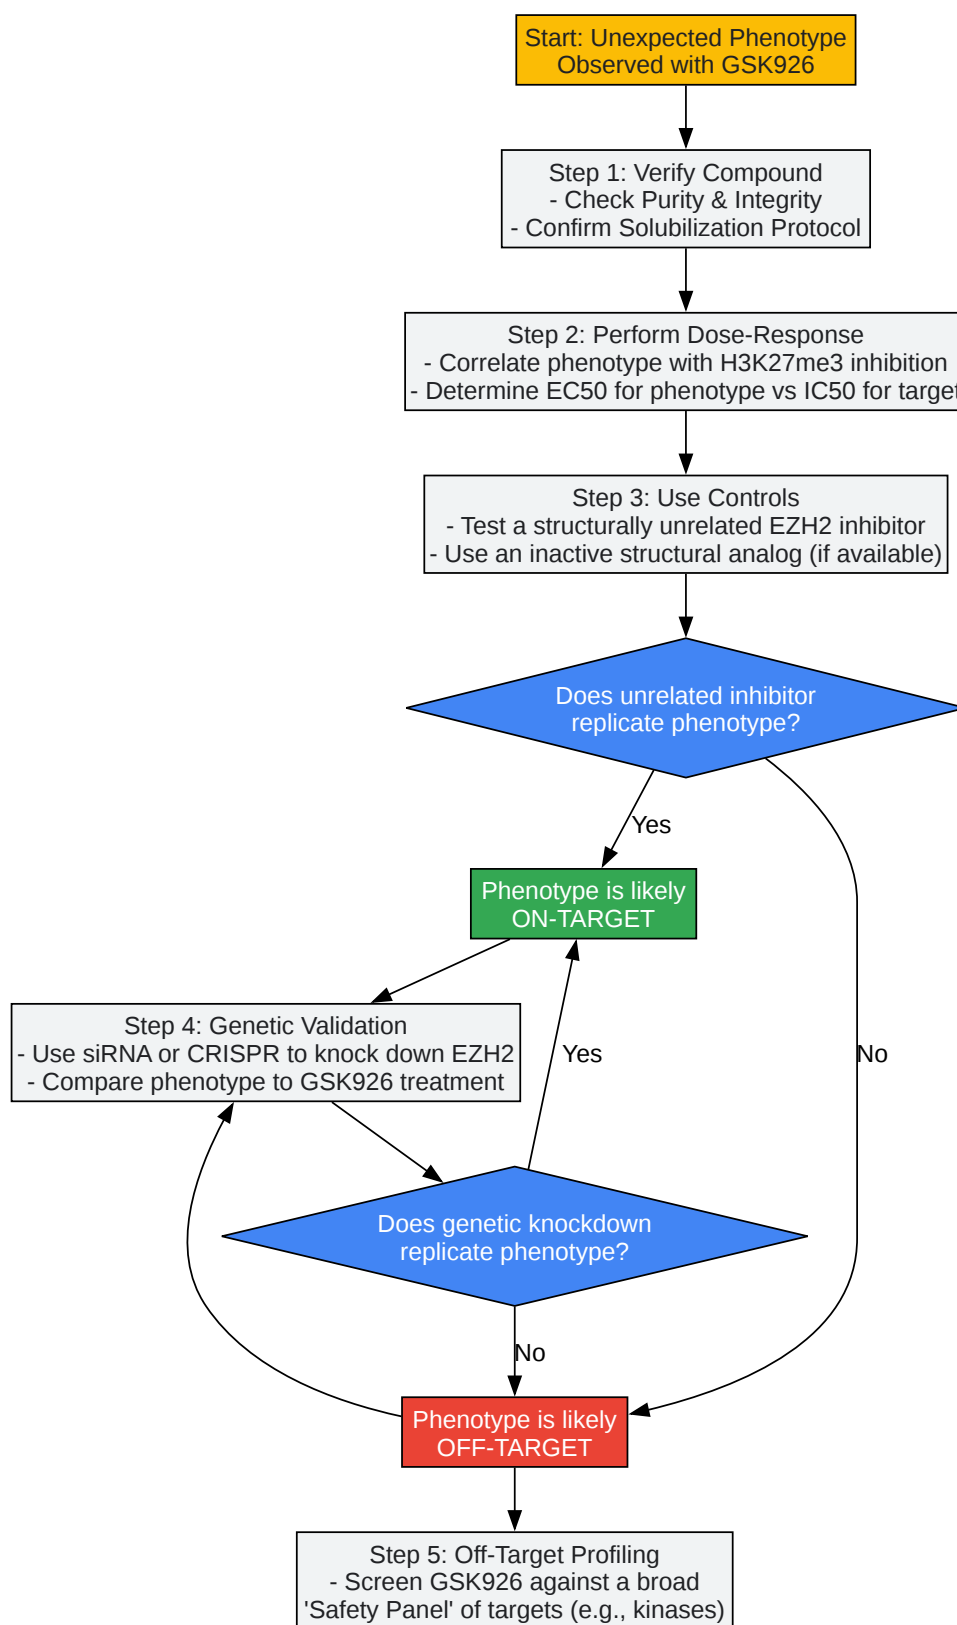 Start: Unexpected Phenotype
Observed with GSK926
Step 1: Verify Compound
- Check Purity & Integrity
- Confirm Solubilization Protocol
Step 2: Perform Dose-Response
- Correlate phenotype with H3K27me3 inhibition
- Determine EC50 for phenotype vs IC50 for target
Step 3: Use Controls
- Test a structurally unrelated EZH2 inhibitor
- Use an inactive structural analog (if available)
Does unrelated inhibitor
replicate phenotype?
Yes
Phenotype is likely
ON-TARGET
Step 4: Genetic Validation
- Use siRNA or CRISPR to knock down EZH2
- Compare phenotype to GSK926 treatment
Yes
No
Does genetic knockdown
replicate phenotype?
No
Phenotype is likely
OFF-TARGET
Step 5: Off-Target Profiling
- Screen GSK926 against a broad
'Safety Panel' of targets (e.g., kinases)